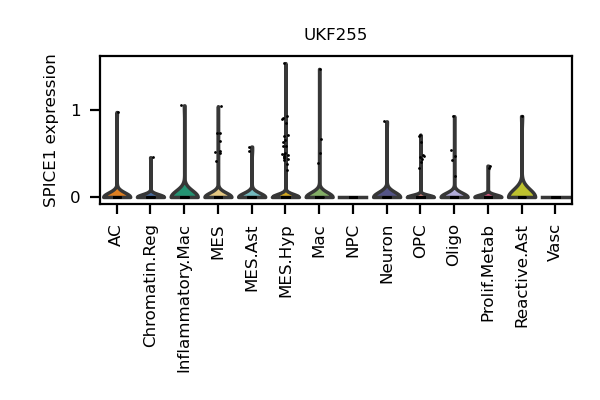 UKF255
SPICE1 expression
1
0
AC
Chromatin.Reg
Inflammatory.Mac
MES
MES.Ast
MES.Hyp
Mac
NPC
Neuron
OPC
Oligo
Prolif.Metab
Reactive.Ast
Vasc